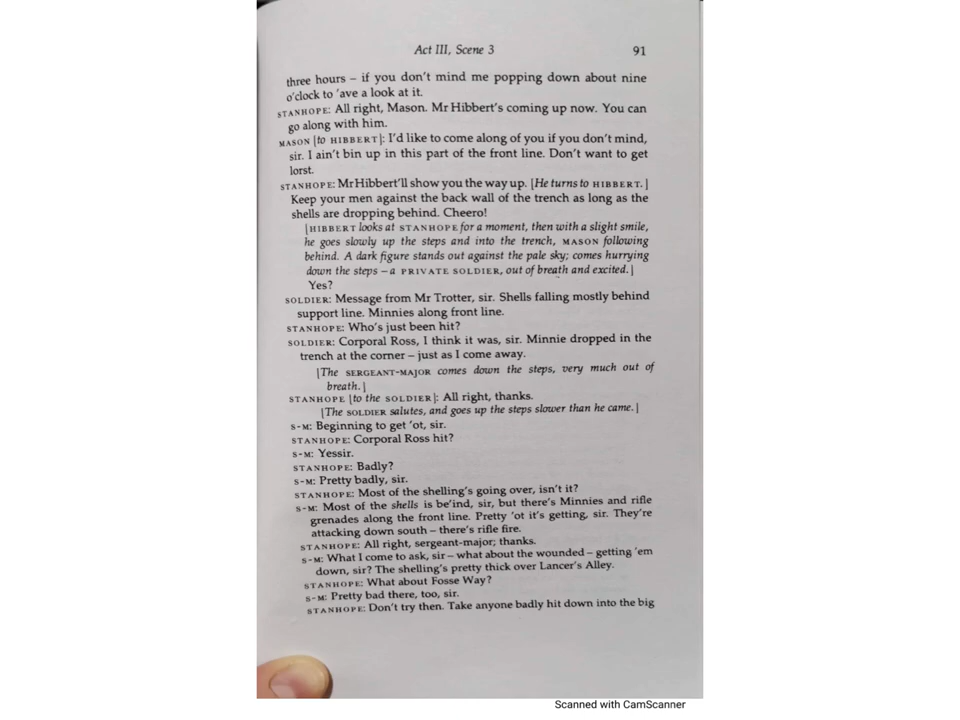 Act III, Scene 3 91
three hours – if you don't mind me popping down about nine
o'clock to 'ave a look at it.
STANHOPE: All right, Mason. Mr Hibbert's coming up now. You can
go along with him.
MASON [to HIBBERT]: I'd like to come along of you if you don't mind,
sir. I ain't bin up in this part of the front line. Don't want to get
lorst.
STANHOPE: Mr Hibbert'll show you the way up. [He turns to HIBBERT.]
Keep your men against the back wall of the trench as long as the
shells are dropping behind. Cheero!
[HIBBERT looks at STANHOPE for a moment, then with a slight smile,
he goes slowly up the steps and into the trench, MASON following
behind. A dark figure stands out against the pale sky; comes hurrying
down the steps – a PRIVATE SOLDIER, out of breath and excited.]
Yes?
SOLDIER: Message from Mr Trotter, sir. Shells falling mostly behind
support line. Minnies along front line.
STANHOPE: Who's just been hit?
SOLDIER: Corporal Ross, I think it was, sir. Minnie dropped in the
trench at the corner – just as I come away.
[The SERGEANT-MAJOR comes down the steps, very much out of
breath.]
STANHOPE [to the SOLDIER]: All right, thanks.
[The SOLDIER salutes, and goes up the steps slower than he came.]
S-M: Beginning to get 'ot, sir.
STANHOPE: Corporal Ross hit?
S-M: Yessir.
STANHOPE: Badly?
S-M: Pretty badly, sir.
STANHOPE: Most of the shelling's going over, isn't it?
S-M: Most of the shells is be'ind, sir, but there's Minnies and rifle
grenades along the front line. Pretty 'ot it's getting, sir. They're
attacking down south – there's rifle fire.
STANHOPE: All right, sergeant-major; thanks.
S-M: What I come to ask, sir – what about the wounded – getting 'em
down, sir? The shelling's pretty thick over Lancer's Alley.
STANHOPE: What about Fosse Way?
S-M: Pretty bad there, too, sir.
STANHOPE: Don't try then. Take anyone badly hit down into the big
Scanned with CamScanner